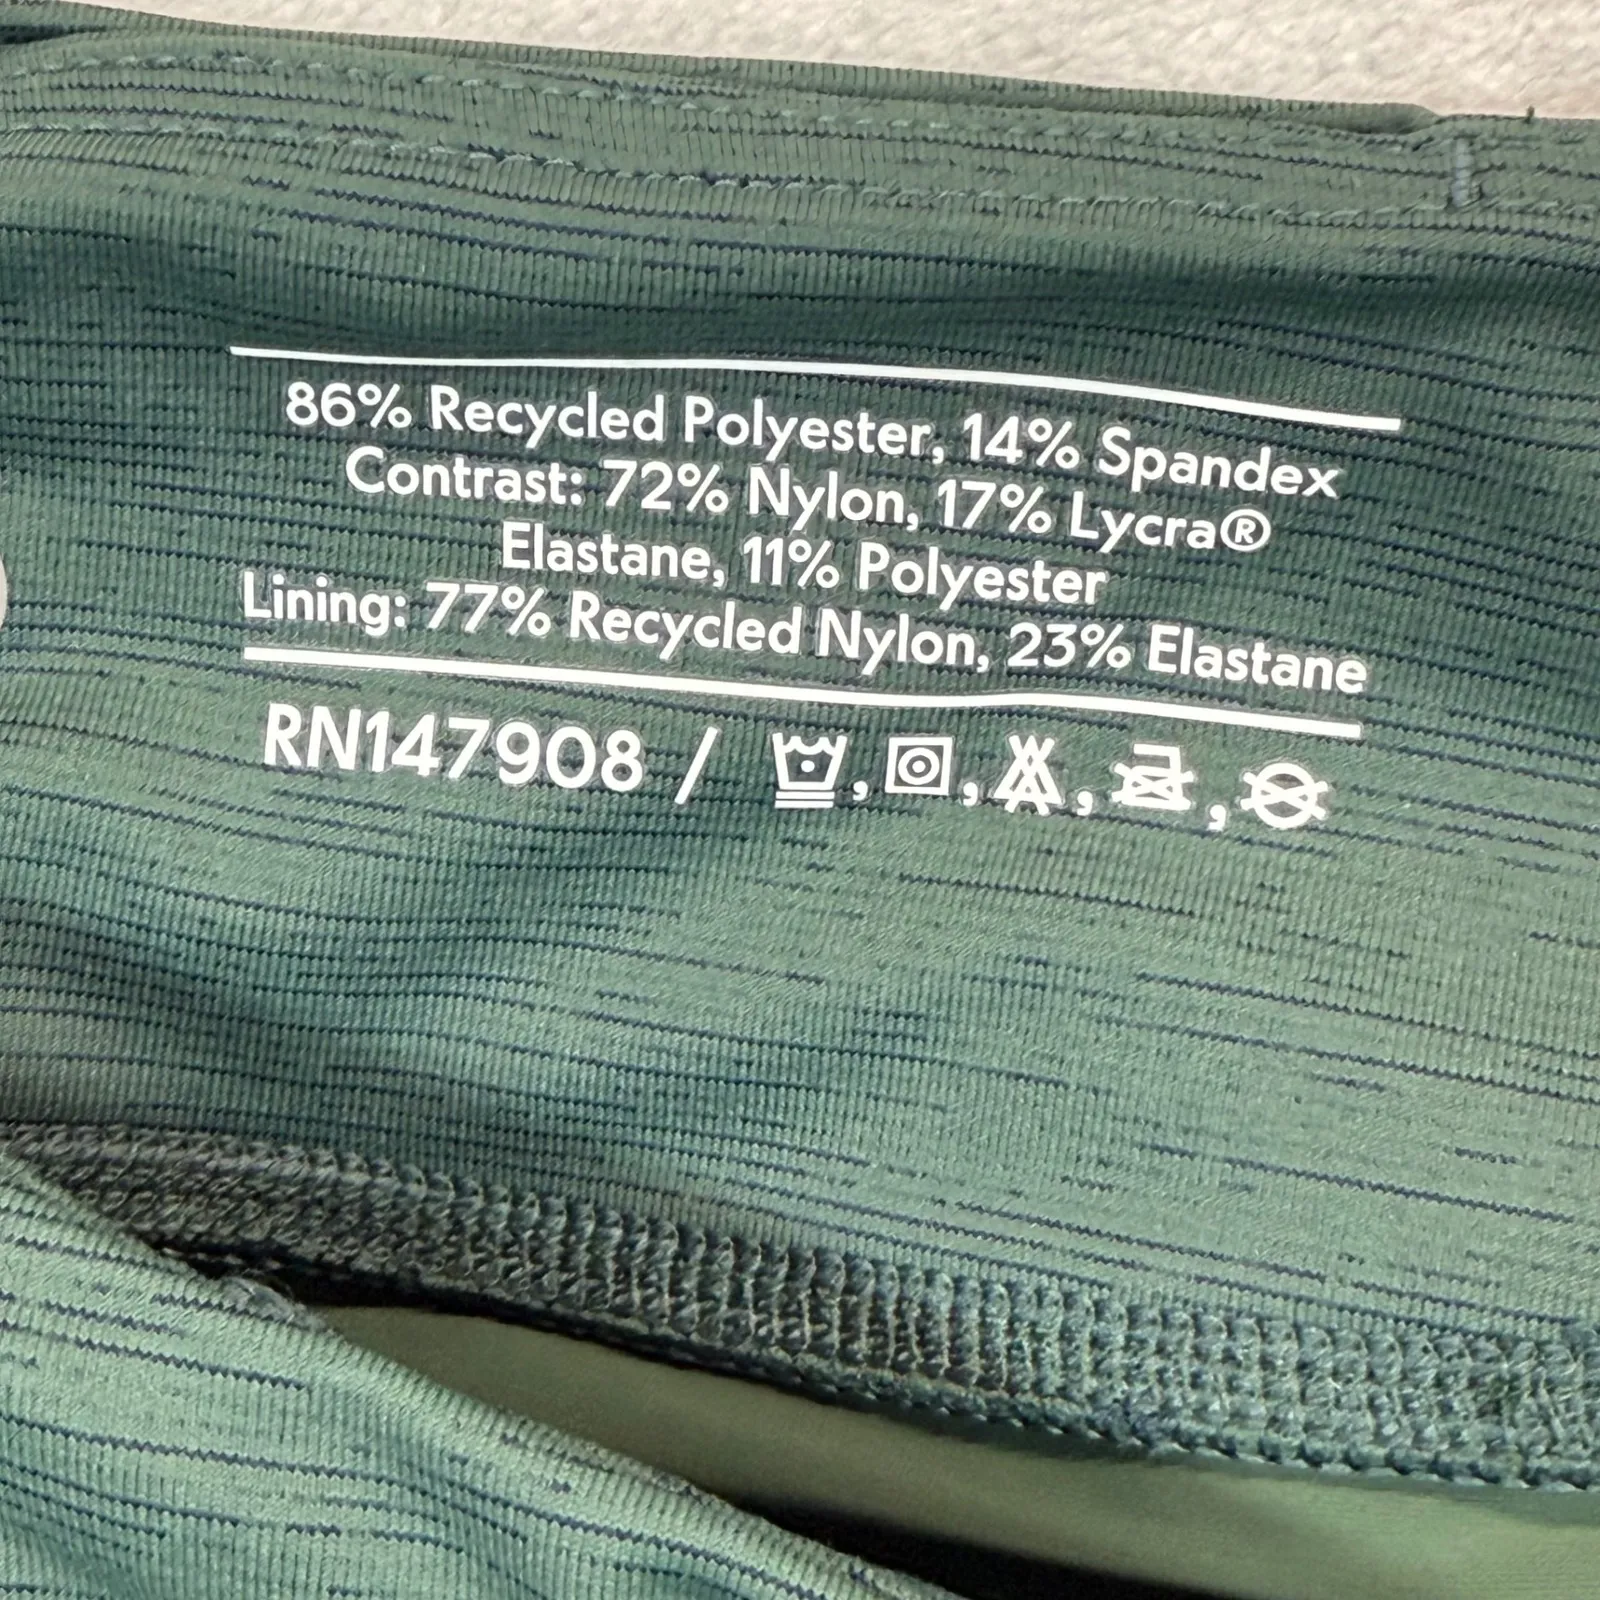 86% Recycled Polyester, 14% Spandex
Contrast: 72% Nylon, 17% Lycra®
Elastane, 11% Polyester
Lining: 77% Recycled Nylon, 23% Elastane
RN147908 /